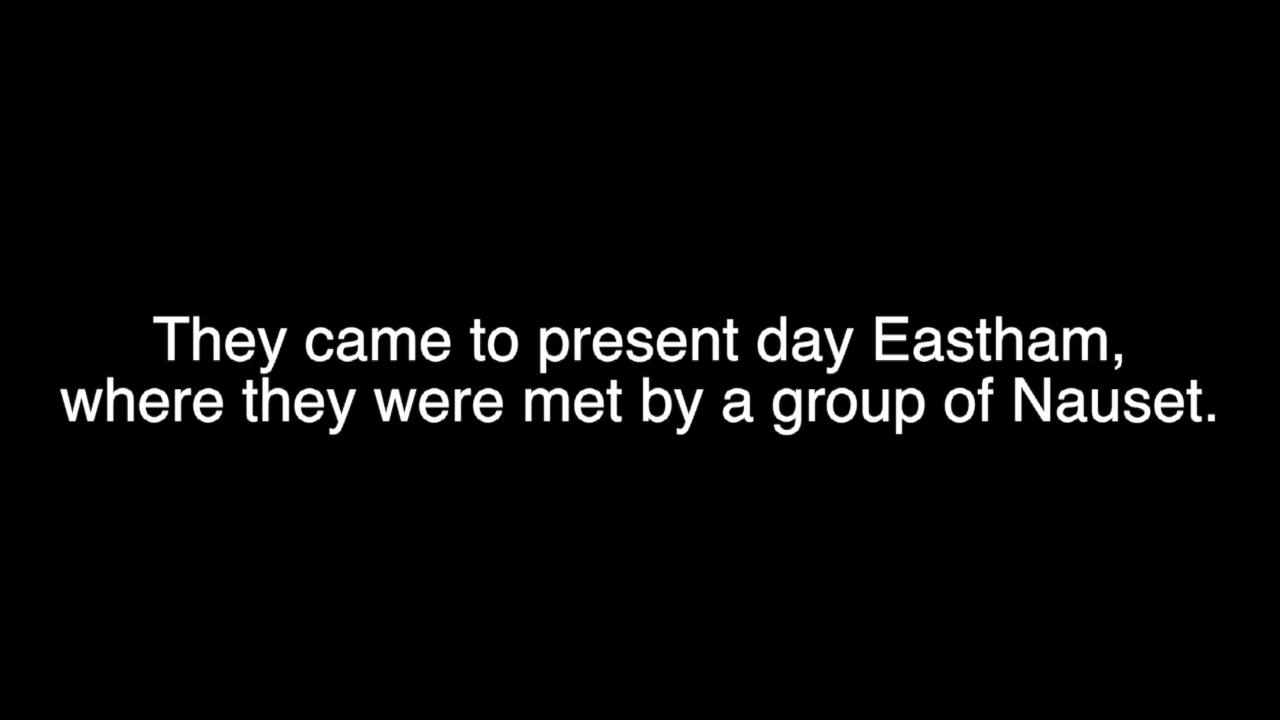 They came to present day Eastham,
where they were met by a group of Nauset.